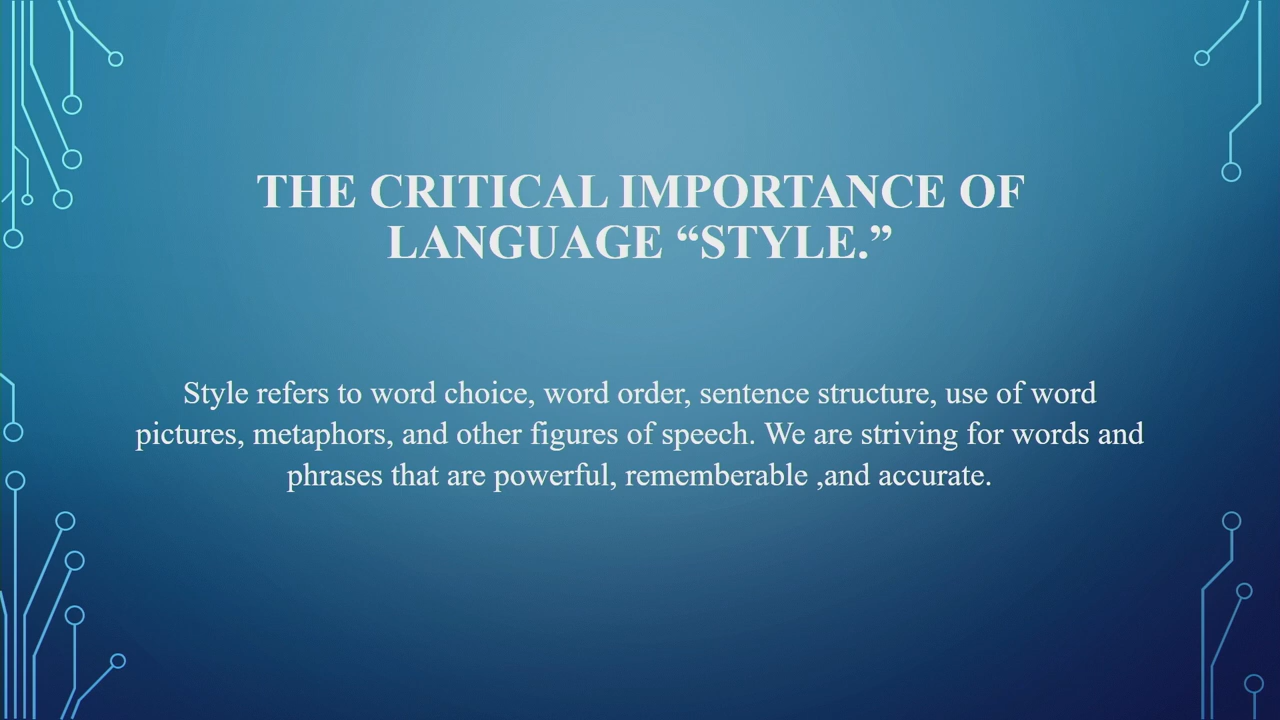 THE CRITICAL IMPORTANCE OF
LANGUAGE “STYLE.”
Style refers to word choice, word order, sentence structure, use of word
pictures, metaphors, and other figures of speech. We are striving for words and
phrases that are powerful, rememberable ,and accurate.